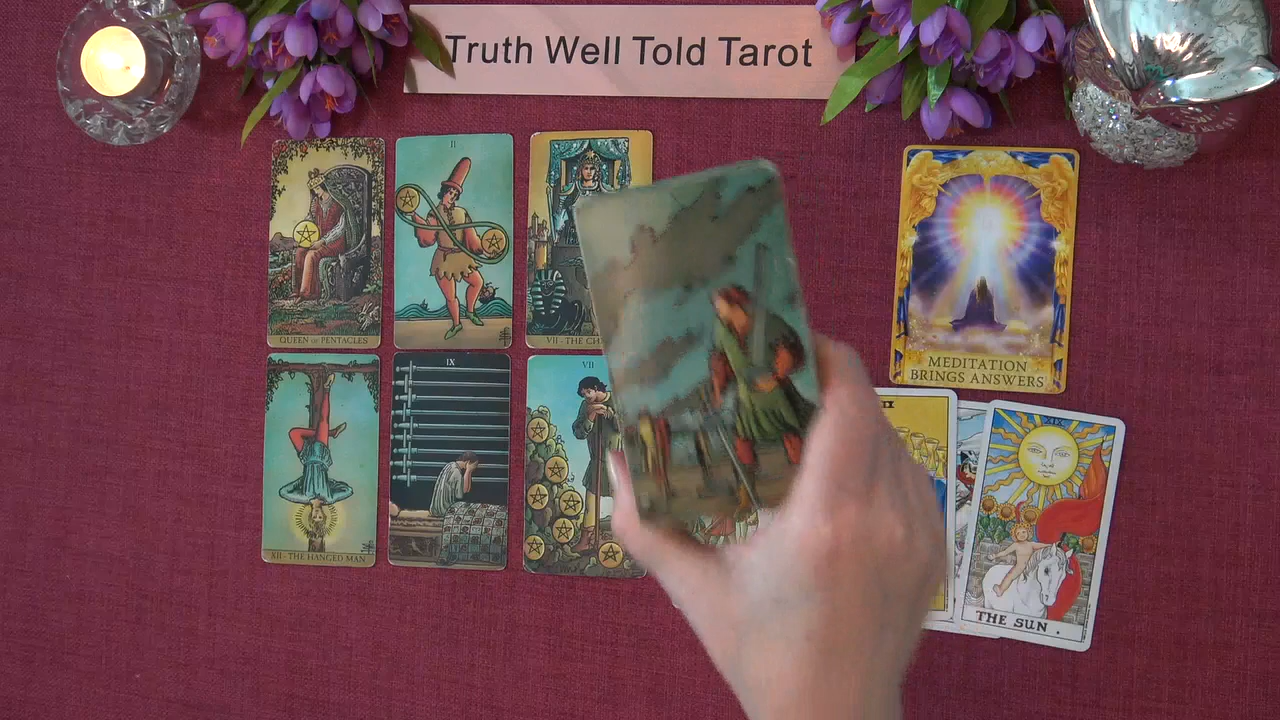 Truth Well Told Tarot
II
QUEEN OF PENTACLES
VII - THE CH
MEDITATION
BRINGS ANSWERS
IX
VII
XII - THE HANGED MAN
XIX
THE SUN .